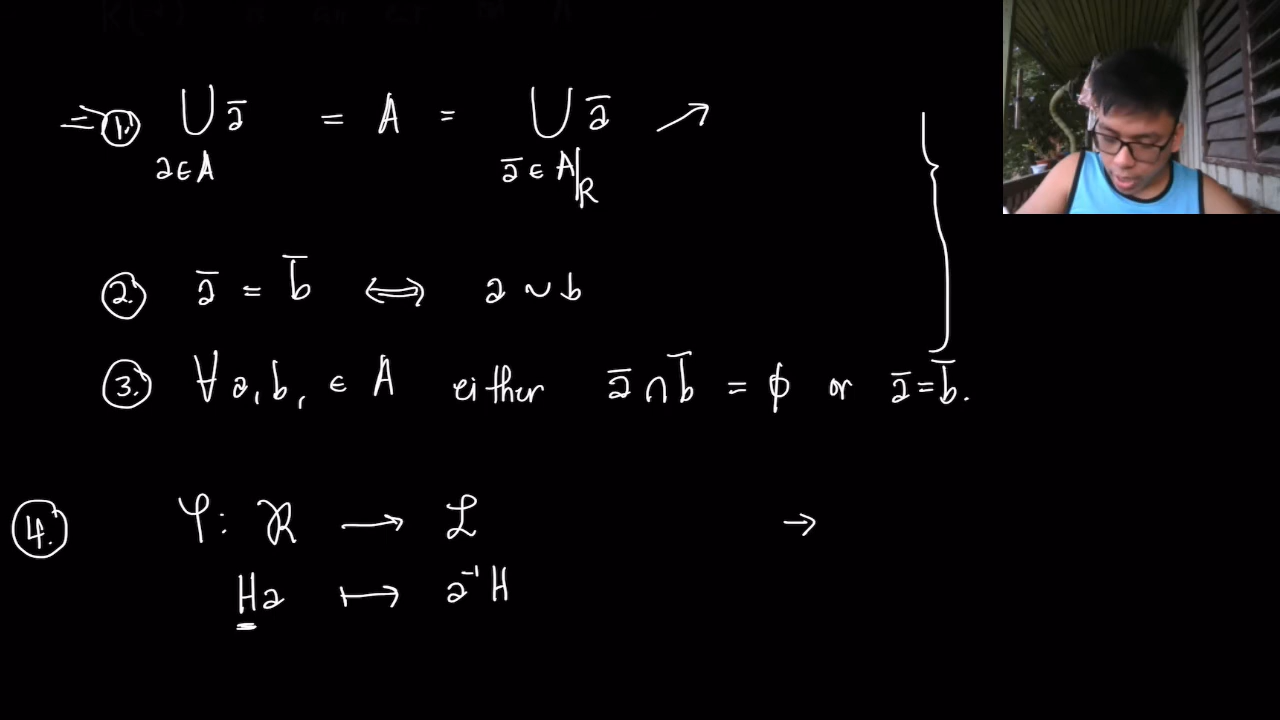 ⇒ 1. ⋃ ā = A = ⋃ ā ↗
a ∈ A ā ∈ A/R
2. ā = b̄ ⟺ a ~ b
3. ∀ a, b, ∈ A either ā ∩ b̄ = ϕ or ā = b̄.
4. φ: ℛ ⟶ ℒ →
Ha ⟼ a⁻¹H